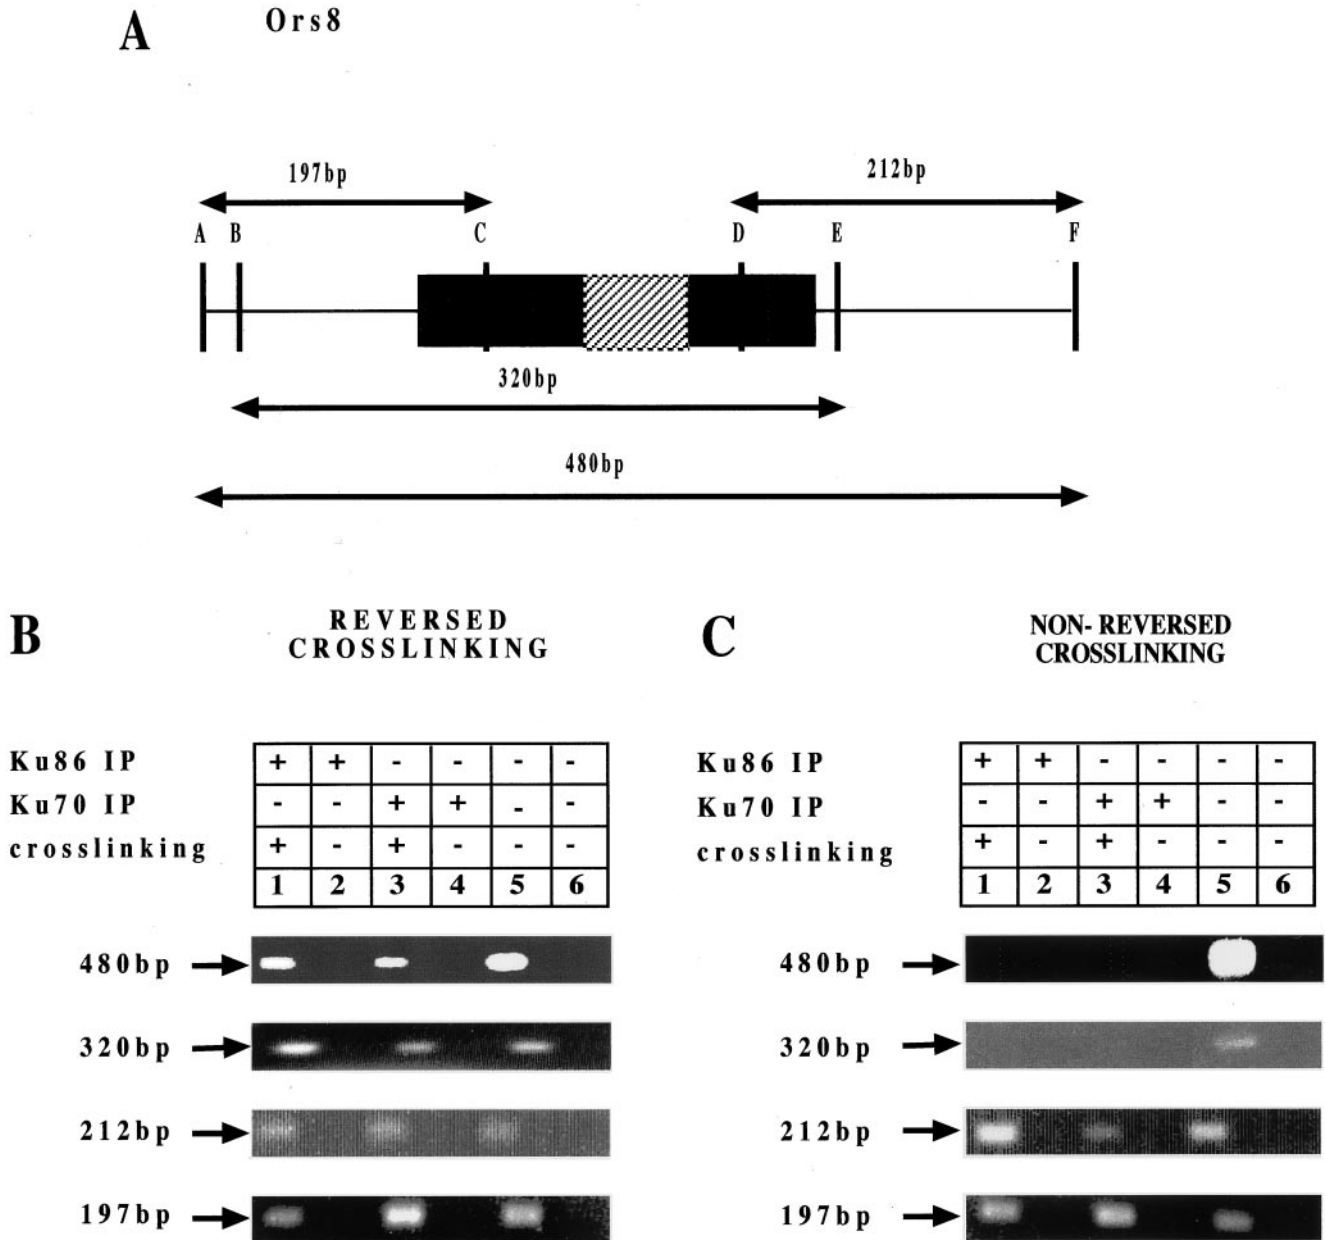 A
Ors8
197bp
212bp
A B C D E F
320bp
480bp
B
REVERSED
CROSSLINKING
Ku86 IP + + - - - -
Ku70 IP - - + + - -
crosslinking + - + - - -
1 2 3 4 5 6
480bp
320bp
212bp
197bp
C
NON- REVERSED
CROSSLINKING
Ku86 IP + + - - - -
Ku70 IP - - + + - -
crosslinking + - + - - -
1 2 3 4 5 6
480bp
320bp
212bp
197bp